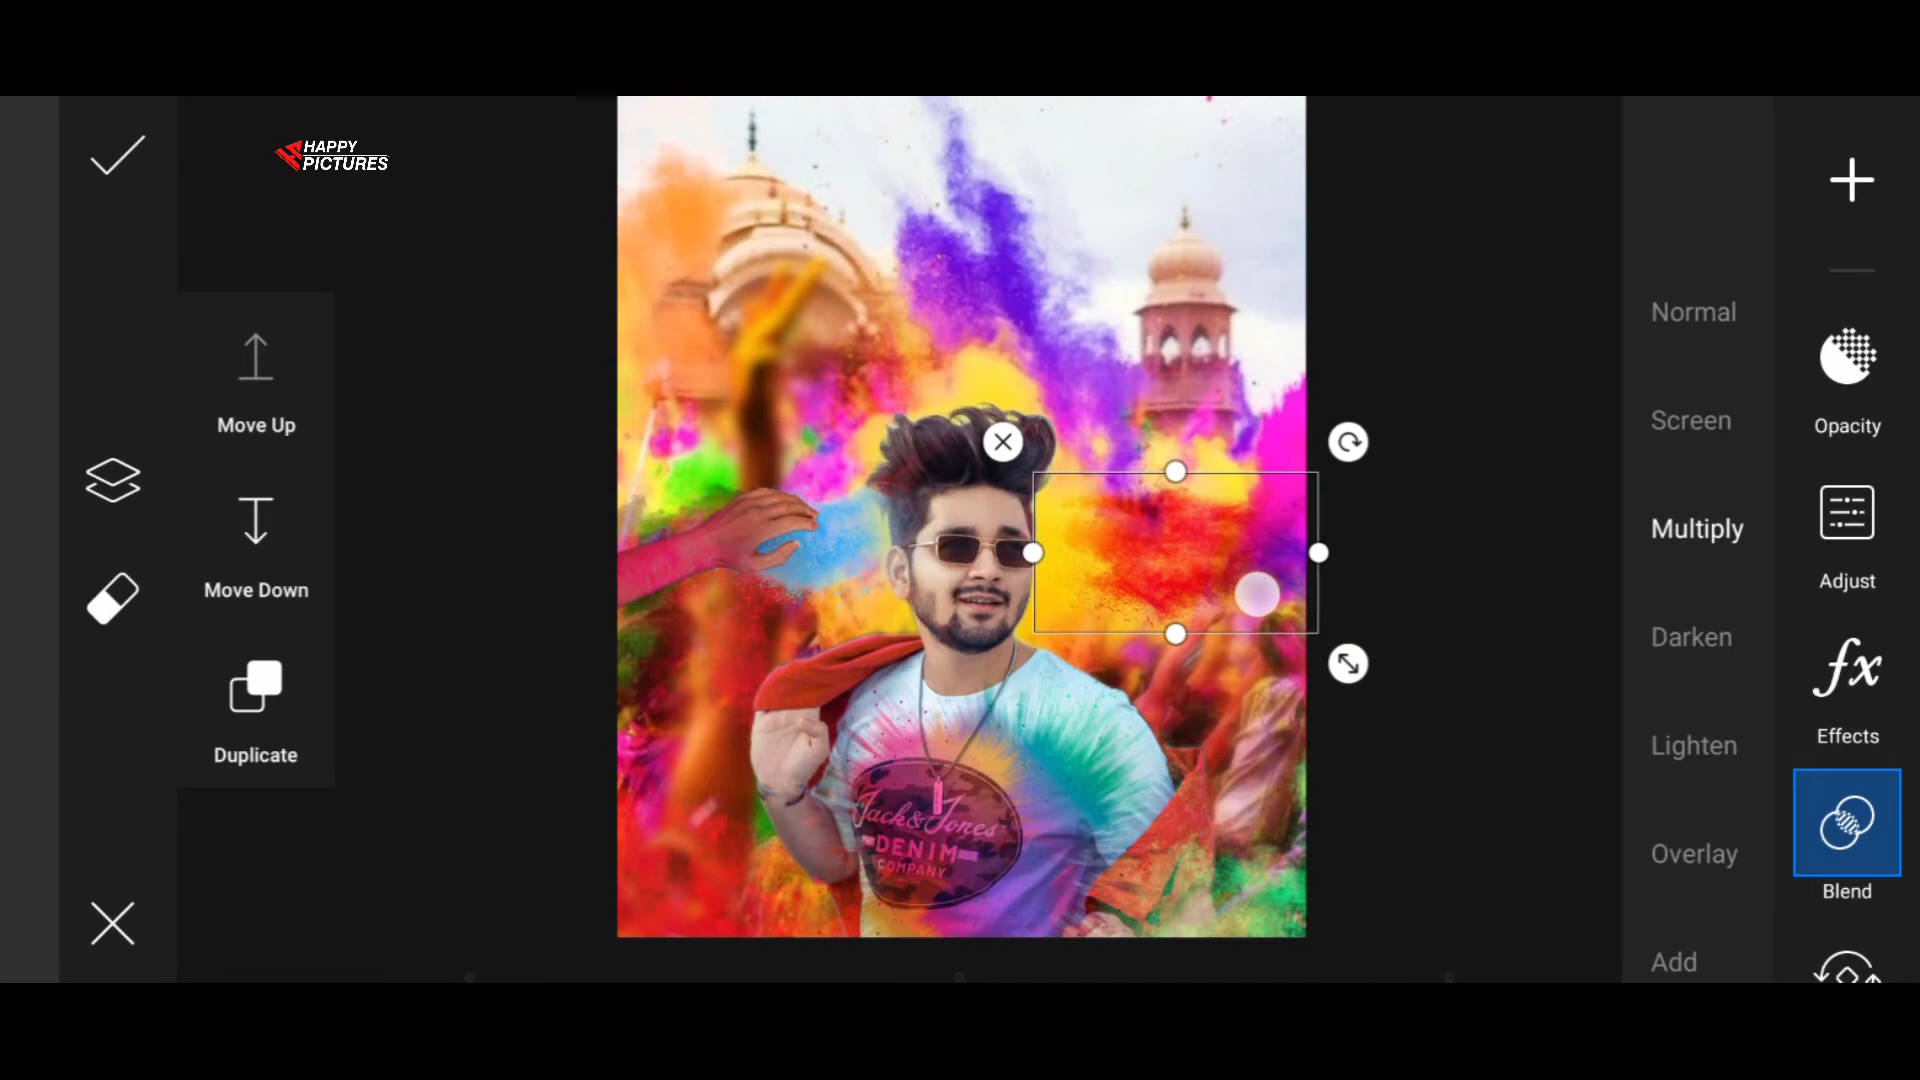 HAPPY
PICTURES
Move Up
Move Down
Duplicate
Jack&Jones
DENIM
COMPANY
Normal
Screen
Multiply
Darken
Lighten
Overlay
Add
Opacity
Adjust
fx
Effects
Blend